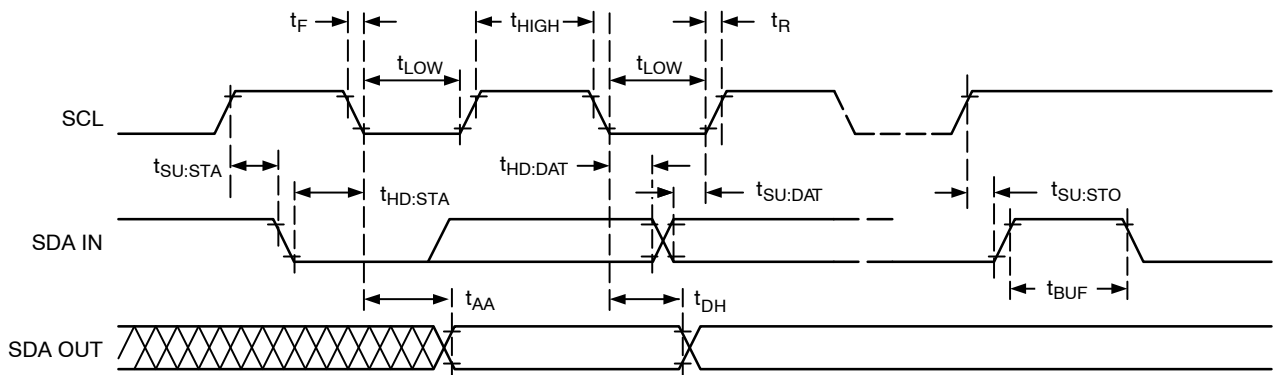 tF
tHIGH
tR
tLOW
tLOW
SCL
tSU:STA
tHD:STA
tHD:DAT
tSU:DAT
tSU:STO
SDA IN
tBUF
tAA
tDH
SDA OUT